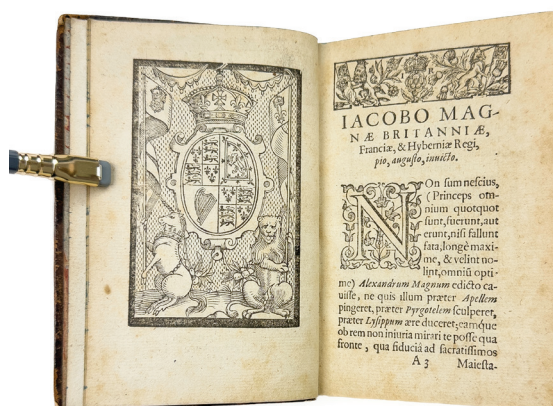 IACOBO MAG-
NÆ BRITANNIÆ,
Franciæ, & Hyberniæ Regi,
pio, augusto, invicto.
NOn sum nescius,
(Princeps om-
nium quotquot
sunt, fuerunt, aut
erunt, nisi fallunt
fata, longè maxi-
me, & velint no-
lint, omniũ opti-
me) Alexandrum Magnum edicto ca-
uisse, ne quis illum præter Apellem
pingeret, præter Pyrgotelem sculperet,
præter Lysippum ære duceret; eamque
ob rem non iniuria mirari te posse qua
fronte, qua fiduciâ ad sacratissimos
A 3 Maiesta-